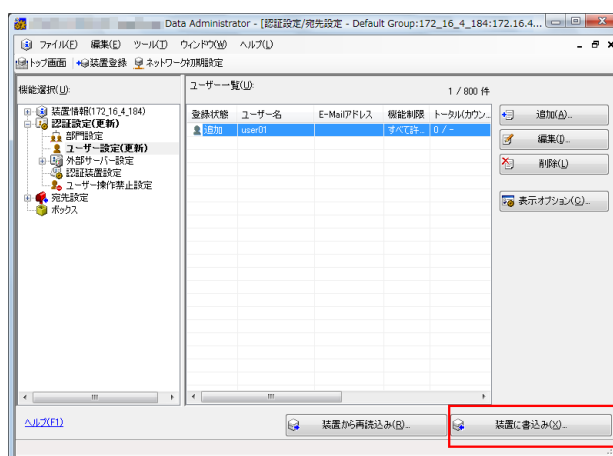 Data Administrator - [認証設定/宛先設定 - Default Group:172_16_4_184:172.16.4...
ファイル(F) 編集(E) ツール(T) ウィンドウ(W) ヘルプ(L)
トップ画面 装置登録 ネットワーク初期設定
機能選択(U):
装置情報(172_16_4_184)
認証設定(更新)
部門設定
ユーザー設定(更新)
外部サーバー設定
認証装置設定
ユーザー操作禁止設定
宛先設定
ボックス
ユーザー一覧(U):
1 / 800 件
登録状態 ユーザー名 E-Mailアドレス 機能制限 トータル(カウン...
追加 user01 すべて許... 0 / -
追加(A)...
編集(I)...
削除(L)
表示オプション(C)...
ヘルプ(F1)
装置から再読込み(R)...
装置に書込み(X)...